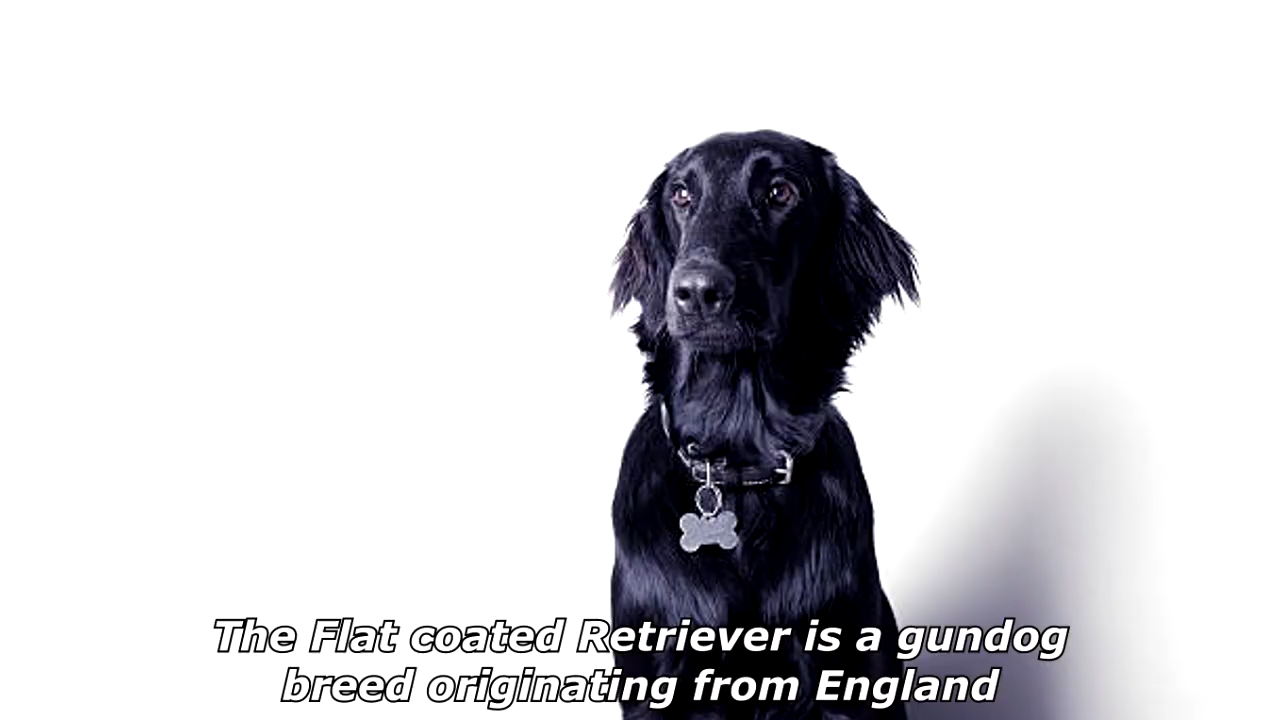 The Flat coated Retriever is a gundog
breed originating from England